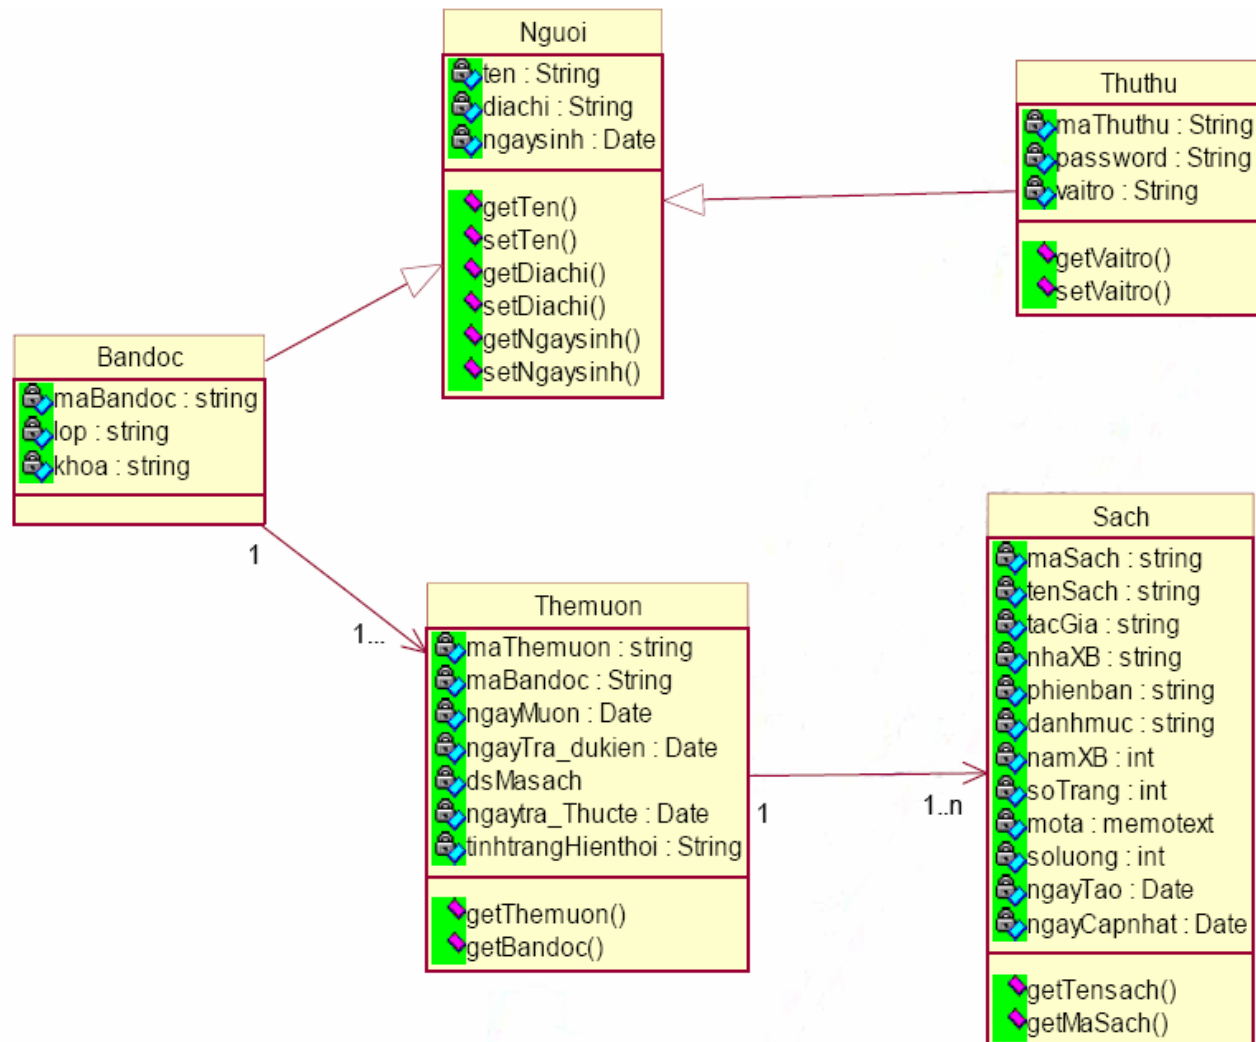 Nguoi
ten : String
diachi : String
ngaysinh : Date
getTen()
setTen()
getDiachi()
setDiachi()
getNgaysinh()
setNgaysinh()
Thuthu
maThuthu : String
password : String
vaitro : String
getVaitro()
setVaitro()
Bandoc
maBandoc : string
lop : string
khoa : string
1
1...
Themuon
maThemuon : string
maBandoc : String
ngayMuon : Date
ngayTra_dukien : Date
dsMasach
ngaytra_Thucte : Date
tinhtrangHienthoi : String
getThemuon()
getBandoc()
1
1..n
Sach
maSach : string
tenSach : string
tacGia : string
nhaXB : string
phienban : string
danhmuc : string
namXB : int
soTrang : int
mota : memotext
soluong : int
ngayTao : Date
ngayCapnhat : Date
getTensach()
getMaSach()